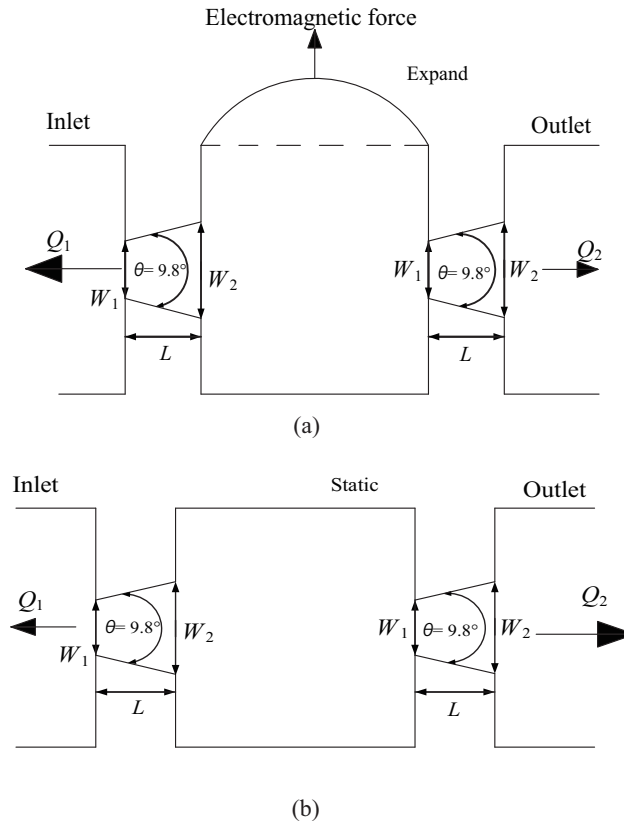 Electromagnetic force
Expand
Inlet
Outlet
Q1
θ= 9.8°
W1
W2
L
W1
θ= 9.8°
W2
Q2
L
(a)
Inlet
Static
Outlet
Q1
θ= 9.8°
W1
W2
L
W1
θ= 9.8°
W2
Q2
L
(b)